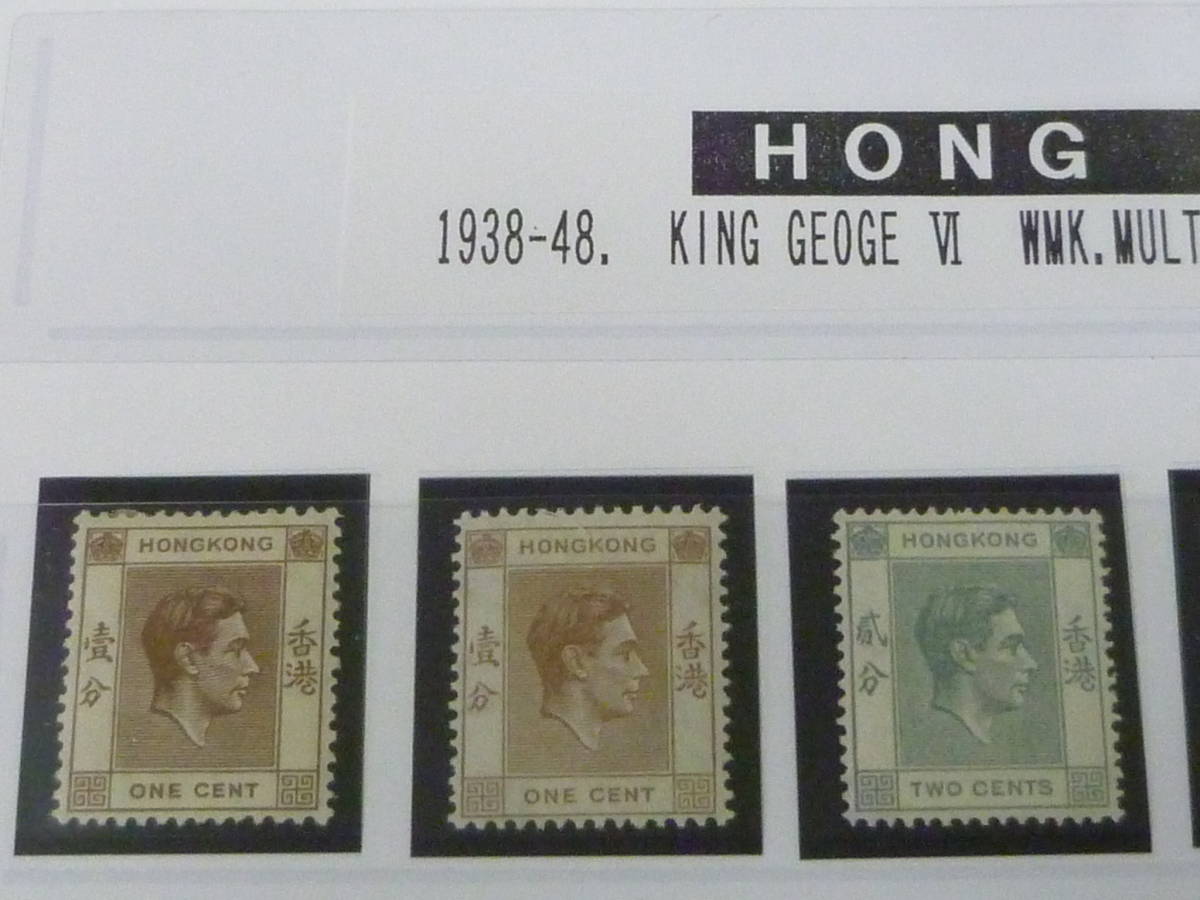 HONG
1938-48. KING GEOGE Ⅵ WMK.MULT
HONGKONG
壹分
香港
ONE CENT
HONGKONG
壹分
香港
ONE CENT
HONGKONG
貳分
香港
TWO CENTS